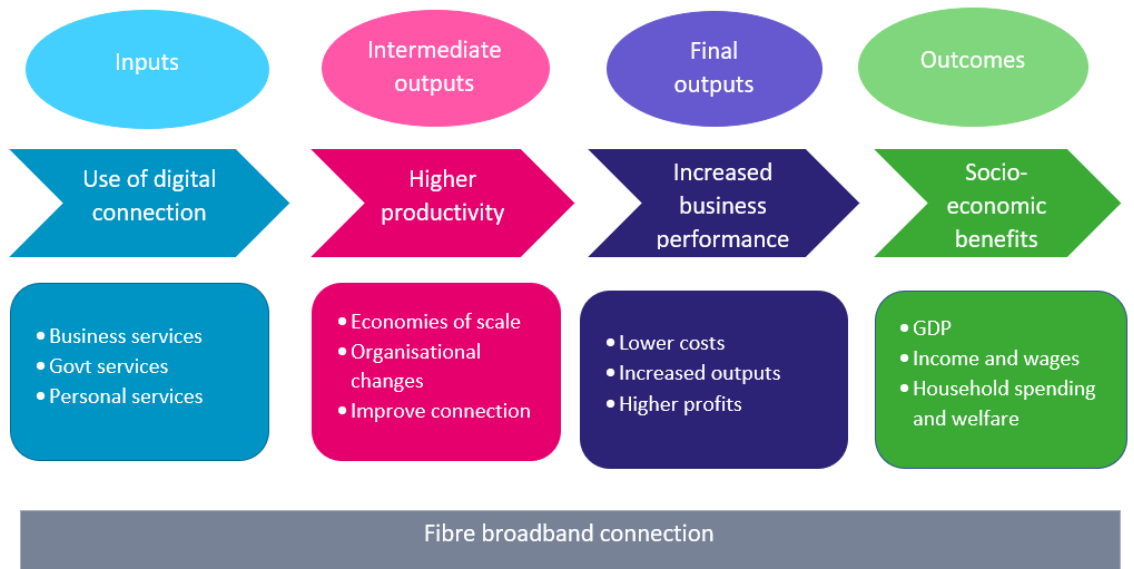 Inputs
Intermediate
outputs
Final
outputs
Outcomes
Use of digital
connection
Higher
productivity
Increased
business
performance
Socio-
economic
benefits
• Business services
• Govt services
• Personal services
• Economies of scale
• Organisational
changes
• Improve connection
• Lower costs
• Increased outputs
• Higher profits
• GDP
• Income and wages
• Household spending
and welfare
Fibre broadband connection